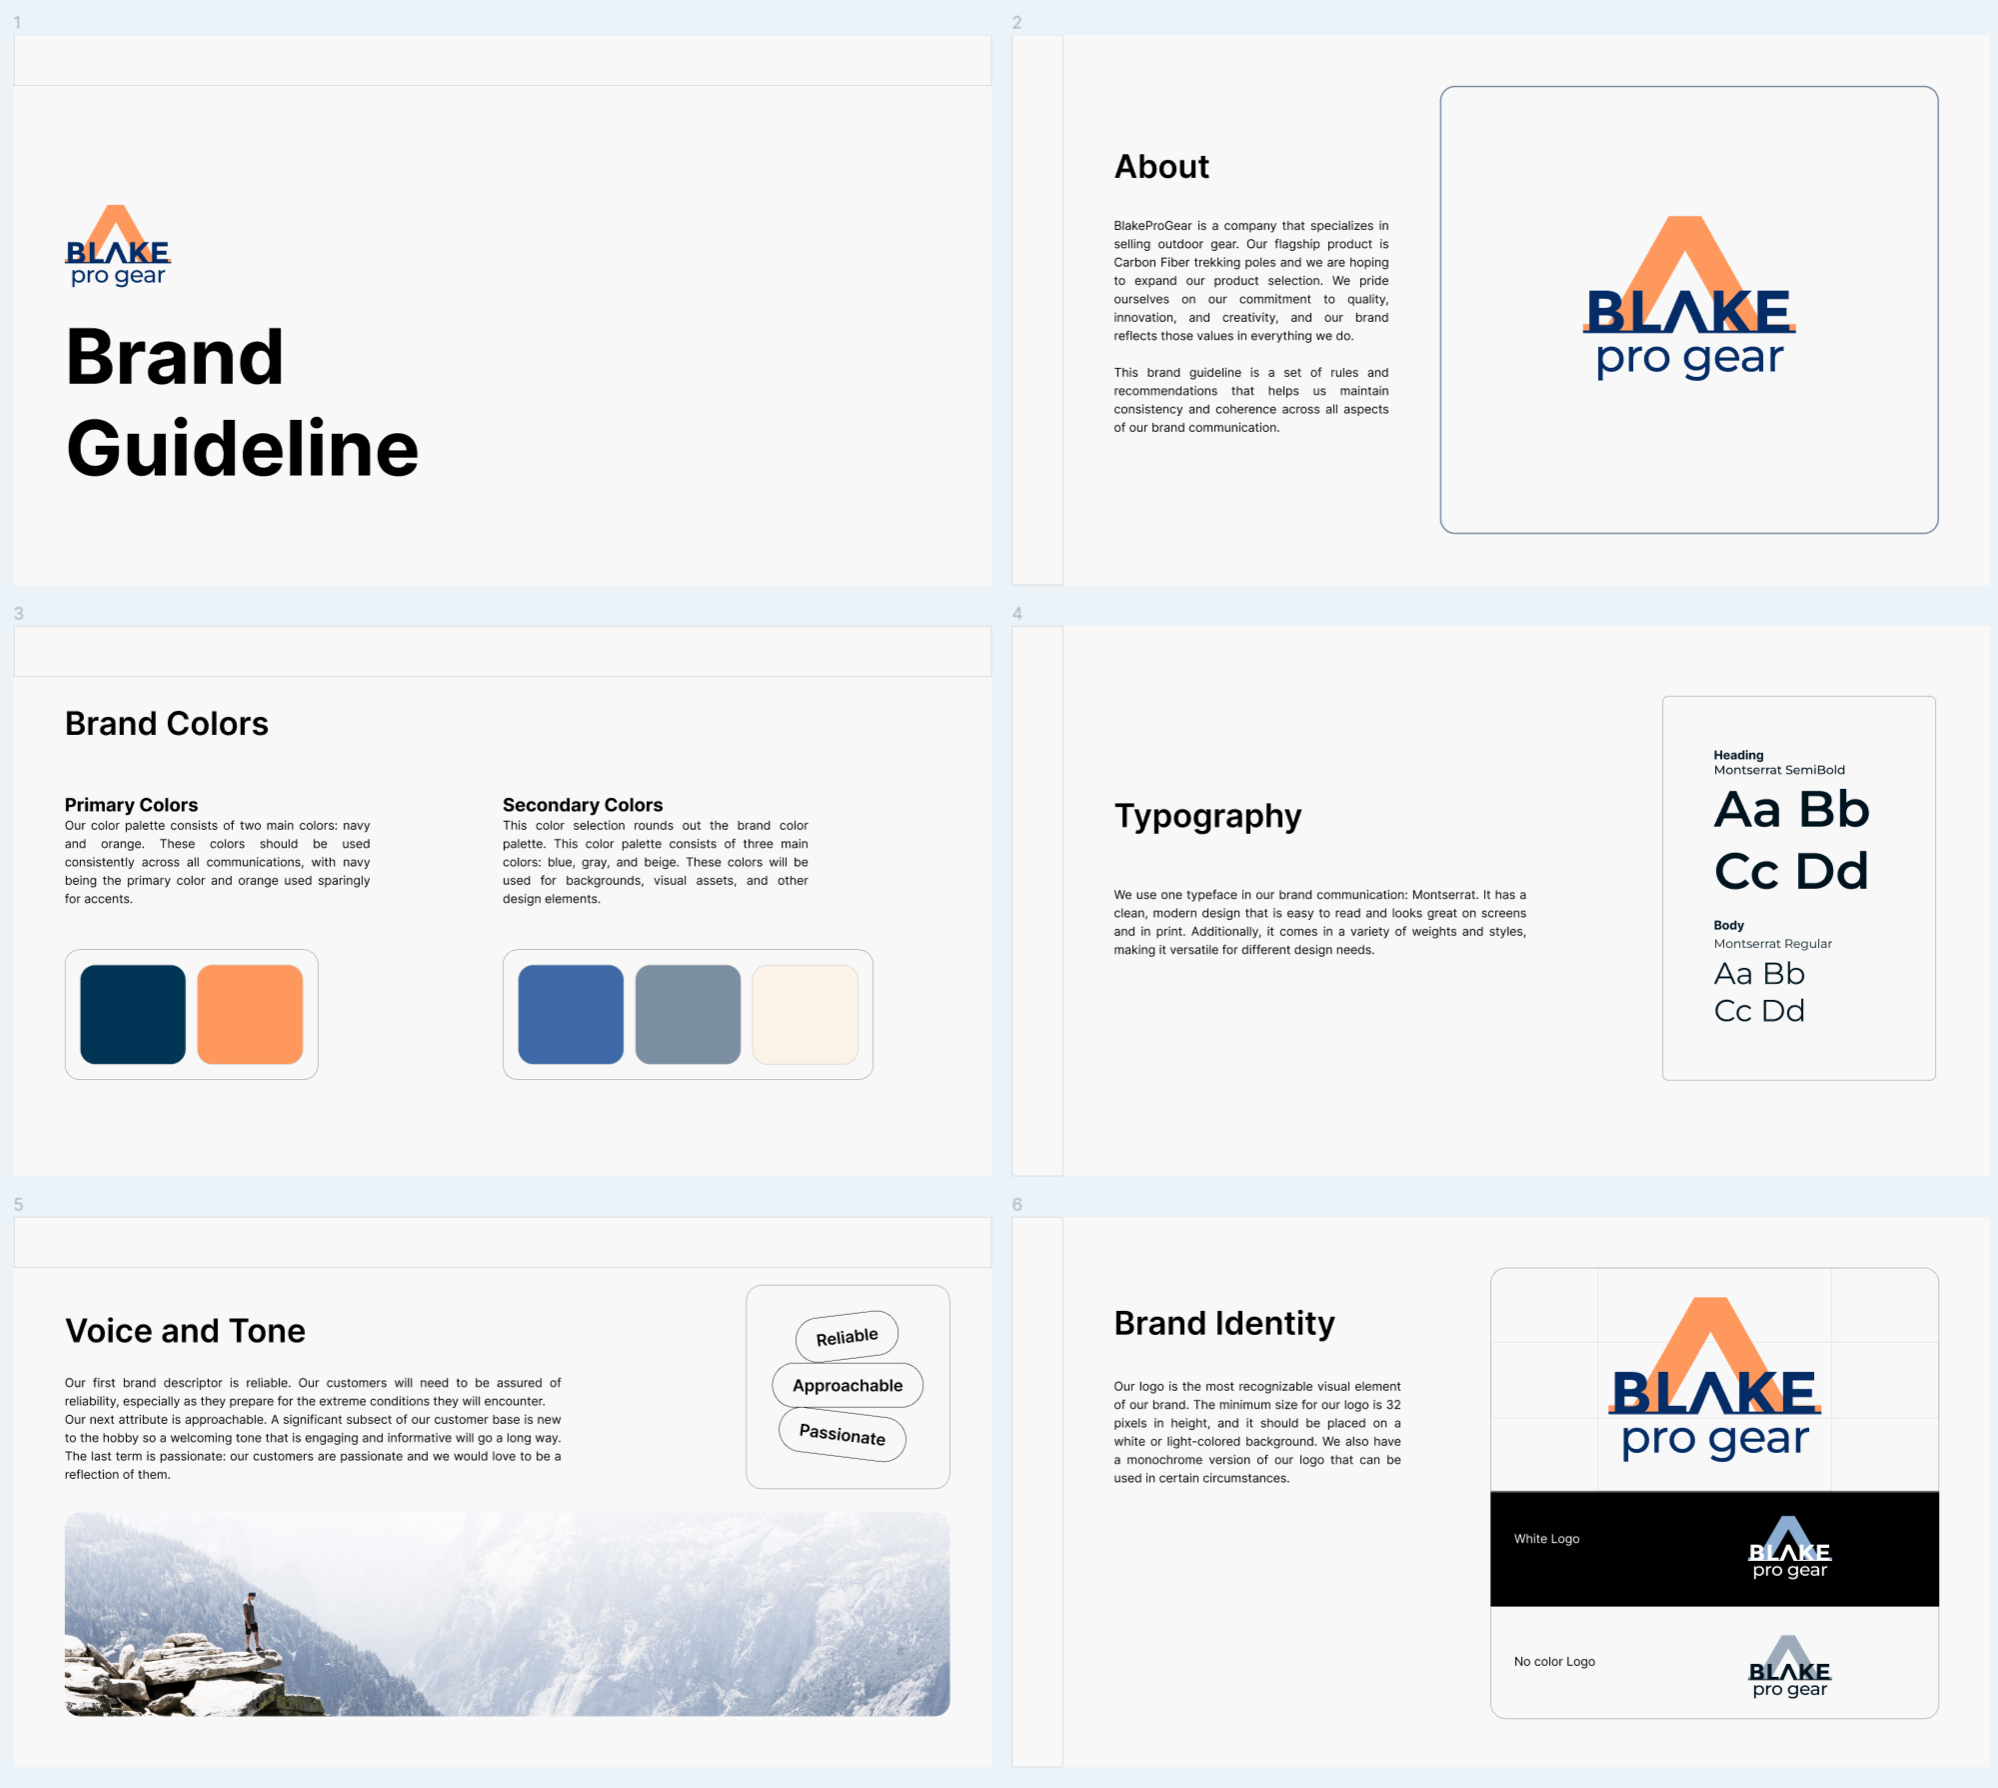 1
BLAKE
pro gear
Brand
Guideline
2
About
BlakeProGear is a company that specializes in
selling outdoor gear. Our flagship product is
Carbon Fiber trekking poles and we are hoping
to expand our product selection. We pride
ourselves on our commitment to quality,
innovation, and creativity, and our brand
reflects those values in everything we do.
This brand guideline is a set of rules and
recommendations that helps us maintain
consistency and coherence across all aspects
of our brand communication.
BLAKE
pro gear
3
Brand Colors
Primary Colors
Our color palette consists of two main colors: navy
and orange. These colors should be used
consistently across all communications, with navy
being the primary color and orange used sparingly
for accents.
Secondary Colors
This color selection rounds out the brand color
palette. This color palette consists of three main
colors: blue, gray, and beige. These colors will be
used for backgrounds, visual assets, and other
design elements.
4
Typography
We use one typeface in our brand communication: Montserrat. It has a
clean, modern design that is easy to read and looks great on screens
and in print. Additionally, it comes in a variety of weights and styles,
making it versatile for different design needs.
Heading
Montserrat SemiBold
Aa Bb
Cc Dd
Body
Montserrat Regular
Aa Bb
Cc Dd
5
Voice and Tone
Our first brand descriptor is reliable. Our customers will need to be assured of
reliability, especially as they prepare for the extreme conditions they will encounter.
Our next attribute is approachable. A significant subsect of our customer base is new
to the hobby so a welcoming tone that is engaging and informative will go a long way.
The last term is passionate: our customers are passionate and we would love to be a
reflection of them.
Reliable
Approachable
Passionate
6
Brand Identity
Our logo is the most recognizable visual element
of our brand. The minimum size for our logo is 32
pixels in height, and it should be placed on a
white or light-colored background. We also have
a monochrome version of our logo that can be
used in certain circumstances.
BLAKE
pro gear
White Logo
BLAKE
pro gear
No color Logo
BLAKE
pro gear